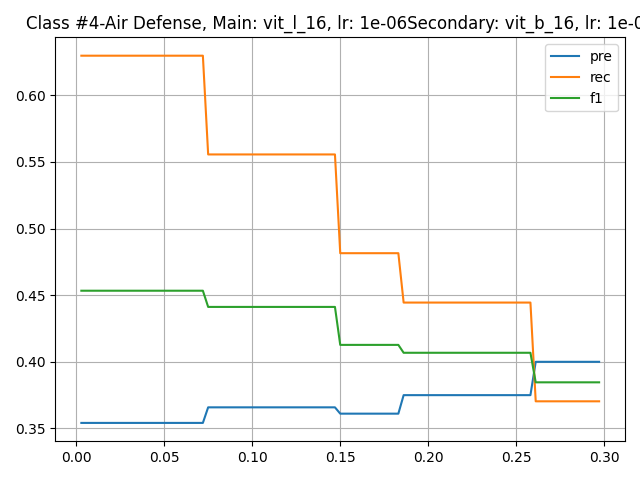 Class #4-Air Defense, Main: vit_l_16, lr: 1e-06Secondary: vit_b_16, lr: 1e-0
pre
rec
f1
0.60
0.55
0.50
0.45
0.40
0.35
0.00 0.05 0.10 0.15 0.20 0.25 0.30